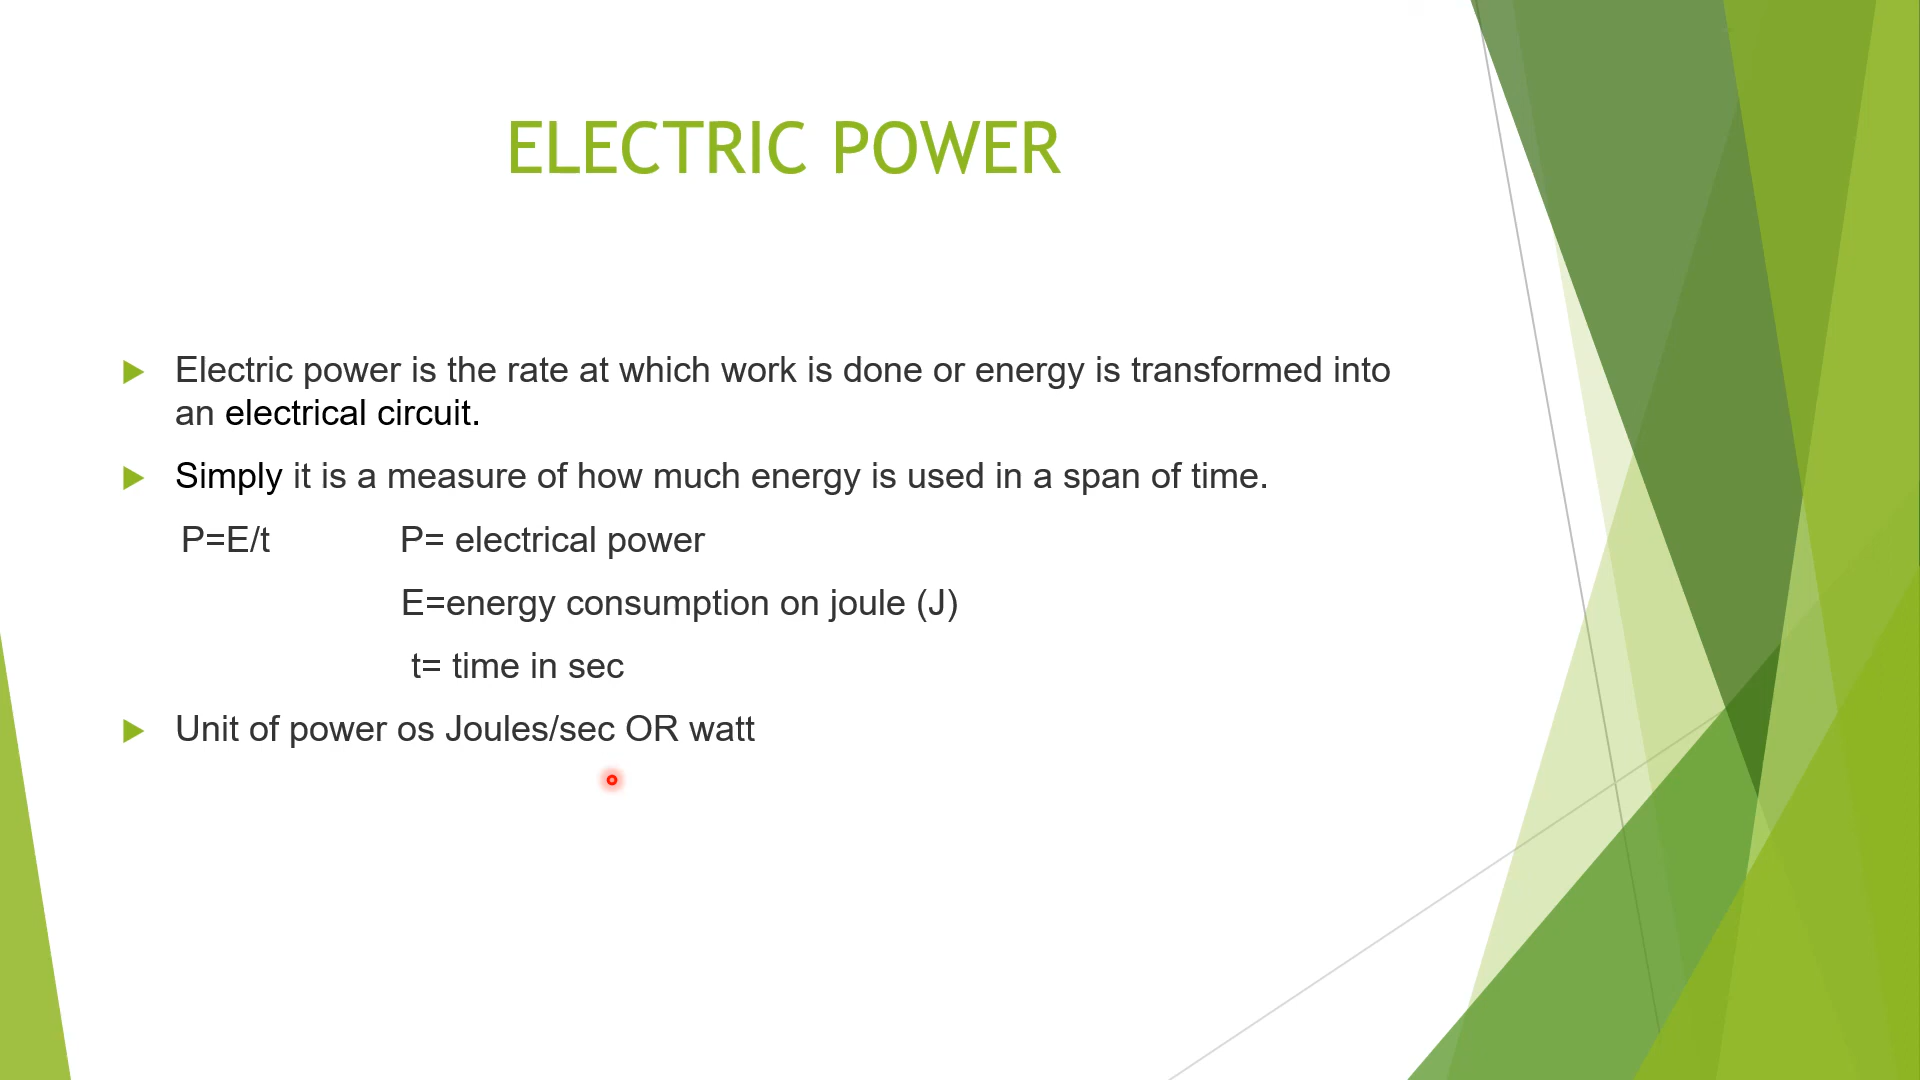 ELECTRIC POWER
Electric power is the rate at which work is done or energy is transformed into
an electrical circuit.
Simply it is a measure of how much energy is used in a span of time.
P=E/t P= electrical power
E=energy consumption on joule (J)
t= time in sec
Unit of power os Joules/sec OR watt